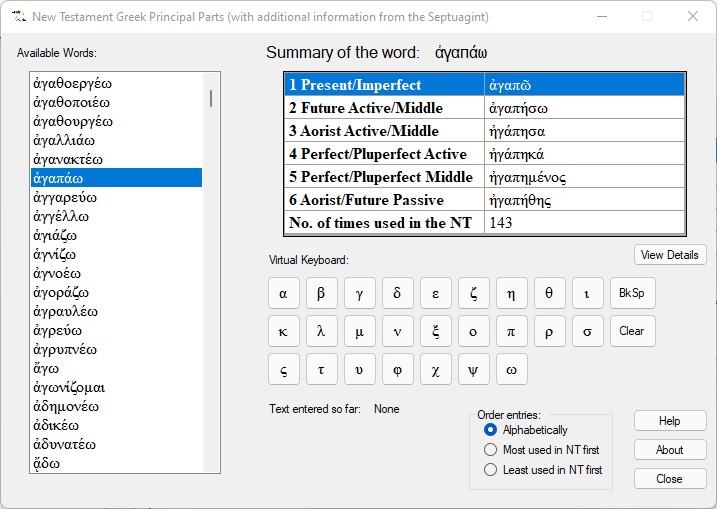 New Testament Greek Principal Parts (with additional information from the Septuagint)
Available Words:
ἀγαθοεργέω
ἀγαθοποιέω
ἀγαθουργέω
ἀγαλλιάω
ἀγανακτέω
ἀγαπάω
ἀγγαρεύω
ἀγγέλλω
ἁγιάζω
ἁγνίζω
ἀγνοέω
ἀγοράζω
ἀγραυλέω
ἀγρεύω
ἀγρυπνέω
ἄγω
ἀγωνίζομαι
ἀδημονέω
ἀδικέω
ἀδυνατέω
ᾄδω
Summary of the word: ἀγαπάω
1 Present/Imperfect ἀγαπῶ
2 Future Active/Middle ἀγαπήσω
3 Aorist Active/Middle ἠγάπησα
4 Perfect/Pluperfect Active ἠγάπηκά
5 Perfect/Pluperfect Middle ἠγαπημένος
6 Aorist/Future Passive ἠγαπήθης
No. of times used in the NT 143
View Details
Virtual Keyboard:
α β γ δ ε ζ η θ ι BkSp
κ λ μ ν ξ ο π ρ σ Clear
ς τ υ φ χ ψ ω
Text entered so far: None
Order entries:
Alphabetically
Most used in NT first
Least used in NT first
Help
About
Close